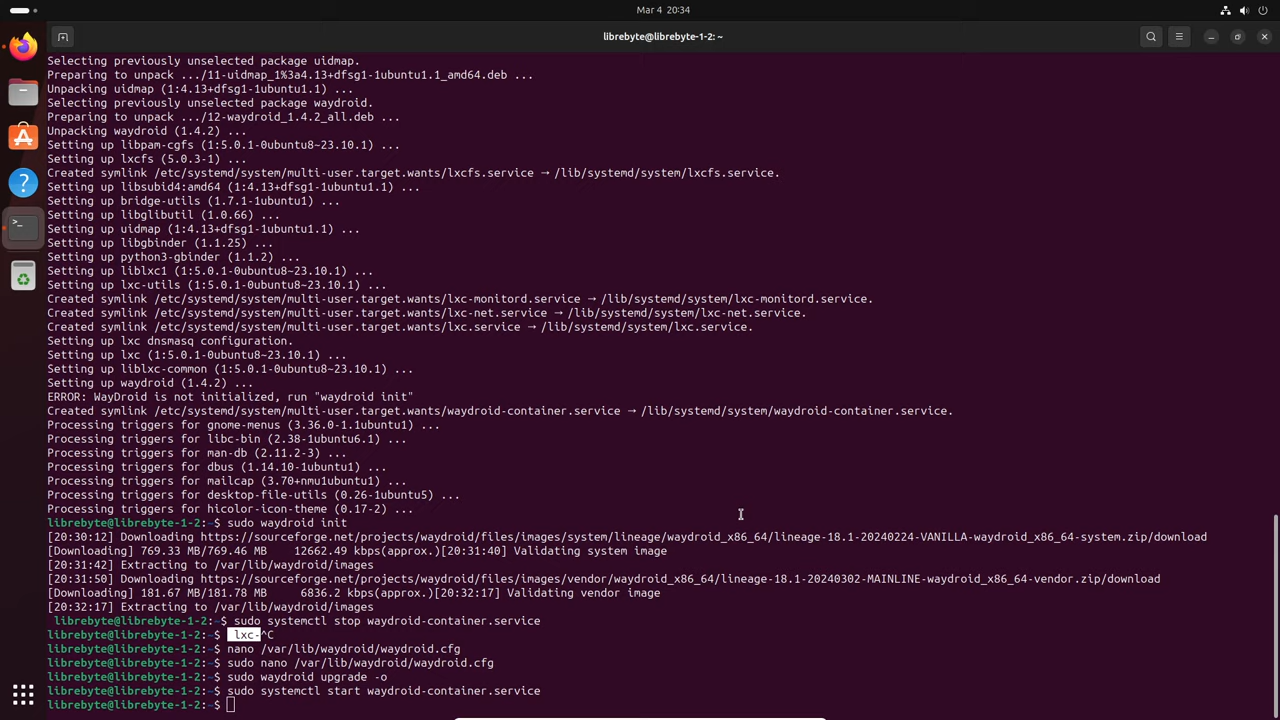 Mar 4 20:34
librebyte@librebyte-1-2: ~
Selecting previously unselected package uidmap.
Preparing to unpack .../11-uidmap_1%3a4.13+dfsg1-1ubuntu1.1_amd64.deb ...
Unpacking uidmap (1:4.13+dfsg1-1ubuntu1.1) ...
Selecting previously unselected package waydroid.
Preparing to unpack .../12-waydroid_1.4.2_all.deb ...
Unpacking waydroid (1.4.2) ...
Setting up libpam-cgfs (1:5.0.1-0ubuntu8~23.10.1) ...
Setting up lxcfs (5.0.3-1) ...
Created symlink /etc/systemd/system/multi-user.target.wants/lxcfs.service → /lib/systemd/system/lxcfs.service.
Setting up libsubid4:amd64 (1:4.13+dfsg1-1ubuntu1.1) ...
Setting up bridge-utils (1.7.1-1ubuntu1) ...
Setting up libglibutil (1.0.66) ...
Setting up uidmap (1:4.13+dfsg1-1ubuntu1.1) ...
Setting up libgbinder (1.1.25) ...
Setting up python3-gbinder (1.1.2) ...
Setting up liblxc1 (1:5.0.1-0ubuntu8~23.10.1) ...
Setting up lxc-utils (1:5.0.1-0ubuntu8~23.10.1) ...
Created symlink /etc/systemd/system/multi-user.target.wants/lxc-monitord.service → /lib/systemd/system/lxc-monitord.service.
Created symlink /etc/systemd/system/multi-user.target.wants/lxc-net.service → /lib/systemd/system/lxc-net.service.
Created symlink /etc/systemd/system/multi-user.target.wants/lxc.service → /lib/systemd/system/lxc.service.
Setting up lxc dnsmasq configuration.
Setting up lxc (1:5.0.1-0ubuntu8~23.10.1) ...
Setting up liblxc-common (1:5.0.1-0ubuntu8~23.10.1) ...
Setting up waydroid (1.4.2) ...
ERROR: WayDroid is not initialized, run "waydroid init"
Created symlink /etc/systemd/system/multi-user.target.wants/waydroid-container.service → /lib/systemd/system/waydroid-container.service.
Processing triggers for gnome-menus (3.36.0-1.1ubuntu1) ...
Processing triggers for libc-bin (2.38-1ubuntu6.1) ...
Processing triggers for man-db (2.11.2-3) ...
Processing triggers for dbus (1.14.10-1ubuntu1) ...
Processing triggers for mailcap (3.70+nmu1ubuntu1) ...
Processing triggers for desktop-file-utils (0.26-1ubuntu5) ...
Processing triggers for hicolor-icon-theme (0.17-2) ...
librebyte@librebyte-1-2:~$ sudo waydroid init
[20:30:12] Downloading https://sourceforge.net/projects/waydroid/files/images/system/lineage/waydroid_x86_64/lineage-18.1-20240224-VANILLA-waydroid_x86_64-system.zip/download
[Downloading] 769.33 MB/769.46 MB    12662.49 kbps(approx.)[20:31:40] Validating system image
[20:31:42] Extracting to /var/lib/waydroid/images
[20:31:50] Downloading https://sourceforge.net/projects/waydroid/files/images/vendor/waydroid_x86_64/lineage-18.1-20240302-MAINLINE-waydroid_x86_64-vendor.zip/download
[Downloading] 181.67 MB/181.78 MB     6836.2 kbps(approx.)[20:32:17] Validating vendor image
[20:32:17] Extracting to /var/lib/waydroid/images
librebyte@librebyte-1-2:~$ sudo systemctl stop waydroid-container.service
librebyte@librebyte-1-2:~$  lxc-^C
librebyte@librebyte-1-2:~$ nano /var/lib/waydroid/waydroid.cfg
librebyte@librebyte-1-2:~$ sudo nano /var/lib/waydroid/waydroid.cfg
librebyte@librebyte-1-2:~$ sudo waydroid upgrade -o
librebyte@librebyte-1-2:~$ sudo systemctl start waydroid-container.service
librebyte@librebyte-1-2:~$